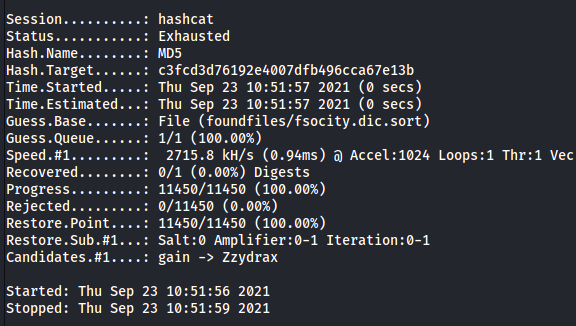 Session..........: hashcat
Status...........: Exhausted
Hash.Name........: MD5
Hash.Target......: c3fcd3d76192e4007dfb496cca67e13b
Time.Started.....: Thu Sep 23 10:51:57 2021 (0 secs)
Time.Estimated...: Thu Sep 23 10:51:57 2021 (0 secs)
Guess.Base.......: File (foundfiles/fsocity.dic.sort)
Guess.Queue......: 1/1 (100.00%)
Speed.#1.........:  2715.8 kH/s (0.94ms) @ Accel:1024 Loops:1 Thr:1 Vec
Recovered........: 0/1 (0.00%) Digests
Progress.........: 11450/11450 (100.00%)
Rejected.........: 0/11450 (0.00%)
Restore.Point....: 11450/11450 (100.00%)
Restore.Sub.#1...: Salt:0 Amplifier:0-1 Iteration:0-1
Candidates.#1....: gain -> Zzydrax
Started: Thu Sep 23 10:51:56 2021
Stopped: Thu Sep 23 10:51:59 2021